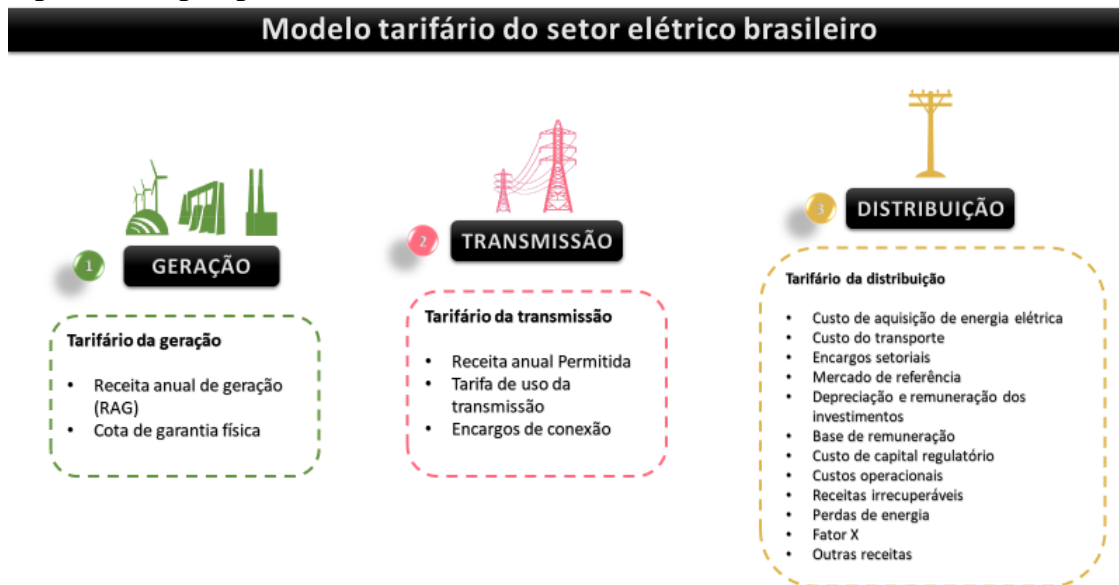 Modelo tarifário do setor elétrico brasileiro
1
GERAÇÃO
Tarifário da geração
• Receita anual de geração
(RAG)
• Cota de garantia física
2
TRANSMISSÃO
Tarifário da transmissão
• Receita anual Permitida
• Tarifa de uso da
transmissão
• Encargos de conexão
3
DISTRIBUIÇÃO
Tarifário da distribuição
• Custo de aquisição de energia elétrica
• Custo do transporte
• Encargos setoriais
• Mercado de referência
• Depreciação e remuneração dos
investimentos
• Base de remuneração
• Custo de capital regulatório
• Custos operacionais
• Receitas irrecuperáveis
• Perdas de energia
• Fator X
• Outras receitas